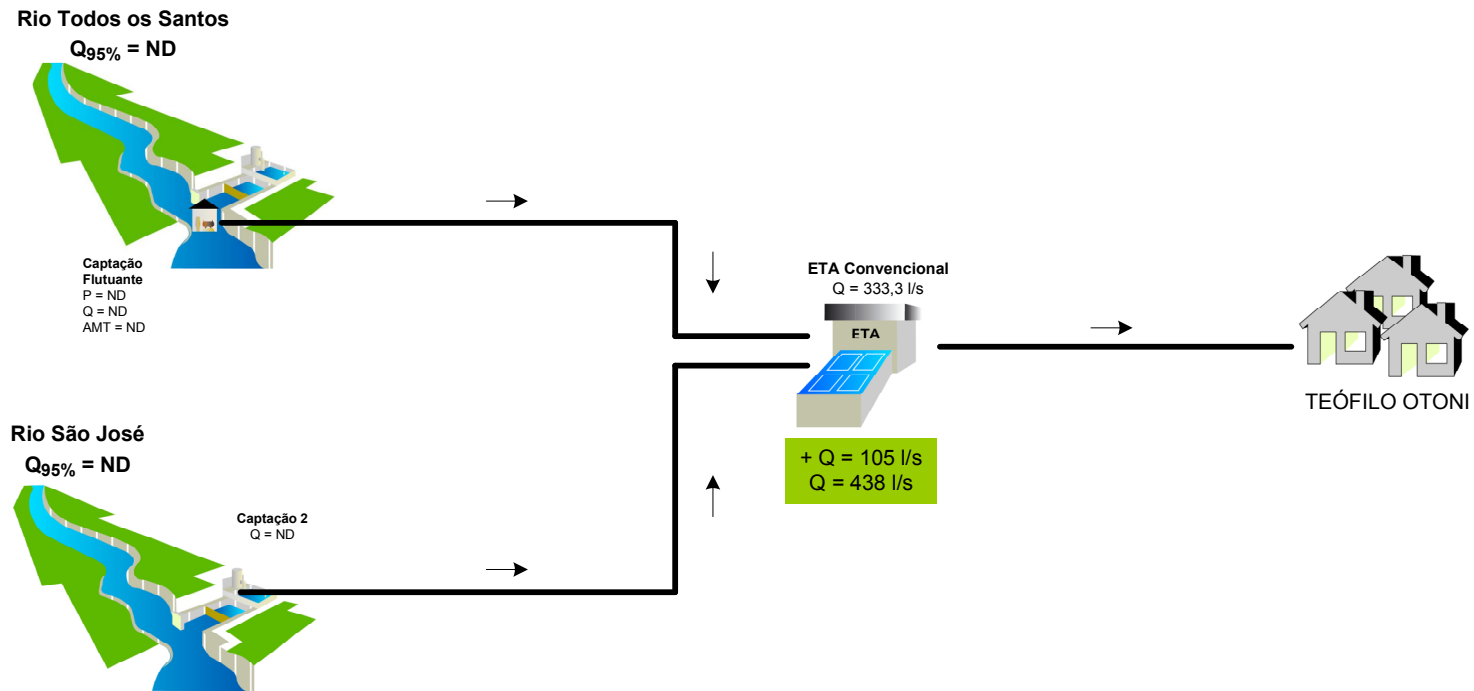 Rio Todos os Santos
Q95% = ND
Captação
Flutuante
P = ND
Q = ND
AMT = ND
ETA Convencional
Q = 333,3 l/s
ETA
+ Q = 105 l/s
Q = 438 l/s
TEÓFILO OTONI
Rio São José
Q95% = ND
Captação 2
Q = ND